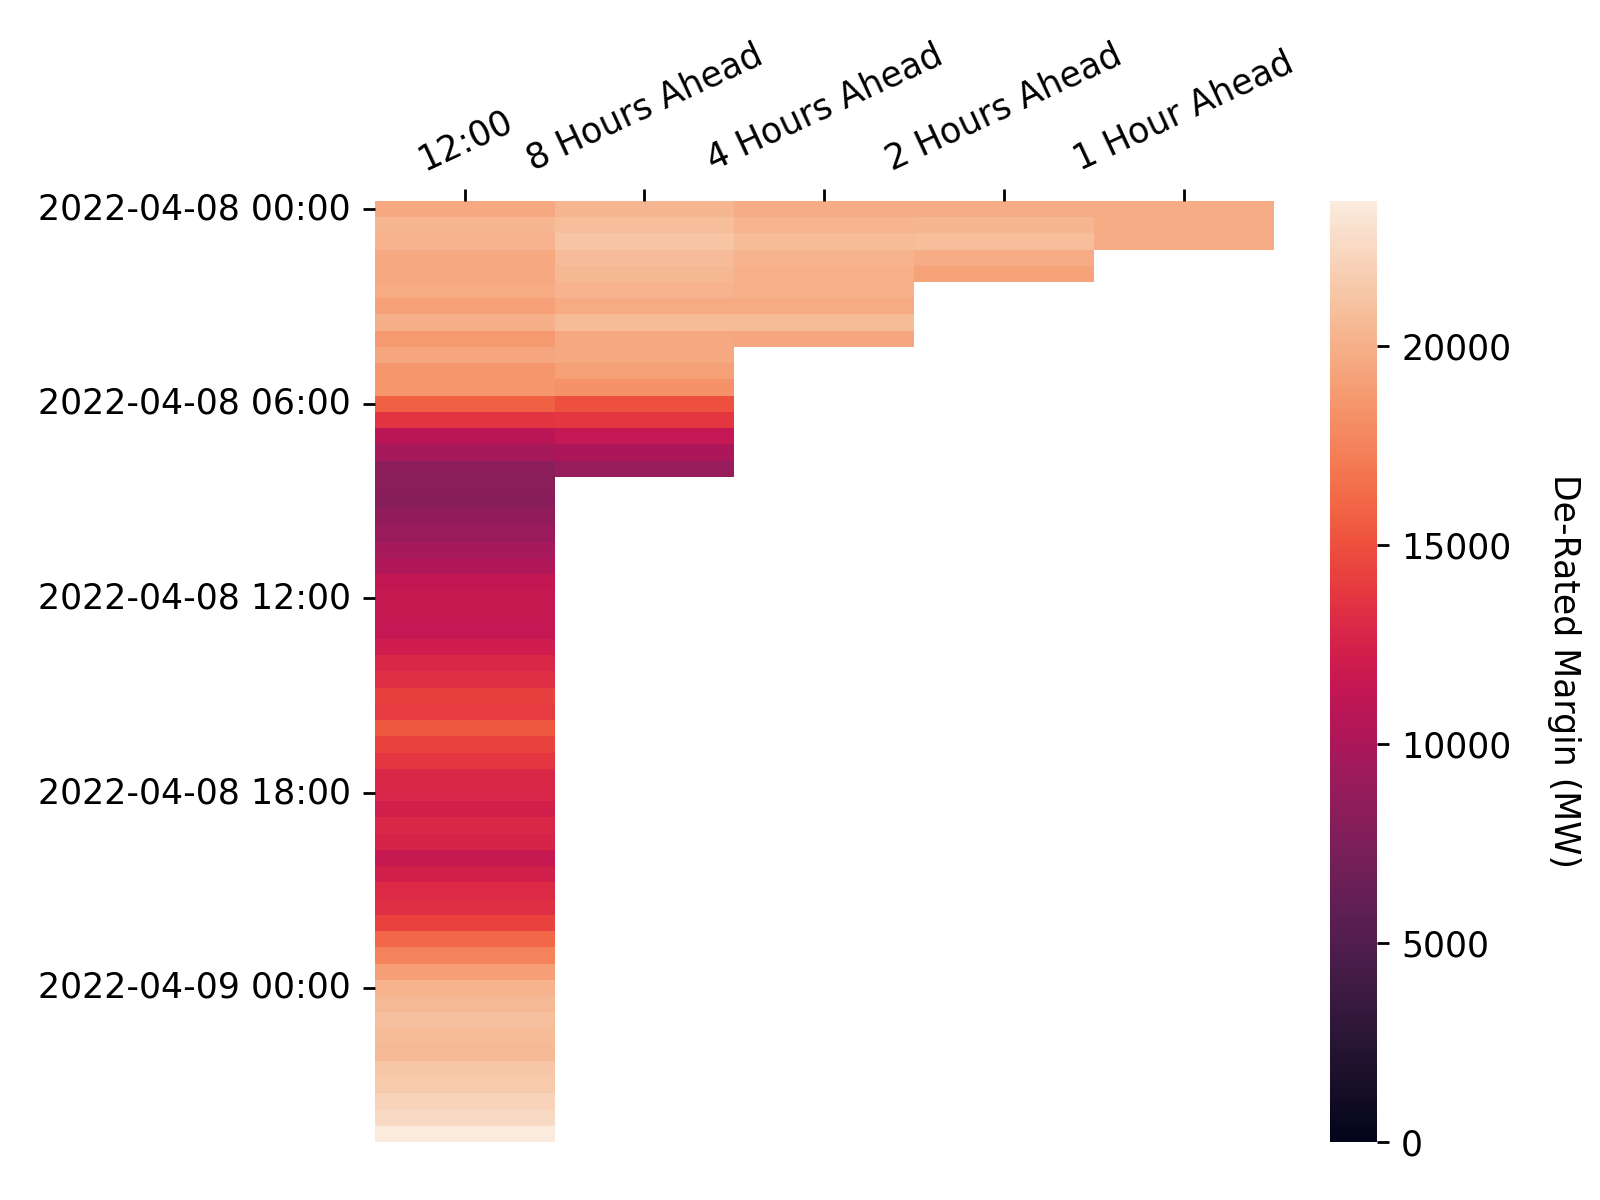 12:00
8 Hours Ahead
4 Hours Ahead
2 Hours Ahead
1 Hour Ahead
2022-04-08 00:00
2022-04-08 06:00
2022-04-08 12:00
2022-04-08 18:00
2022-04-09 00:00
20000
15000
10000
5000
0
De-Rated Margin (MW)